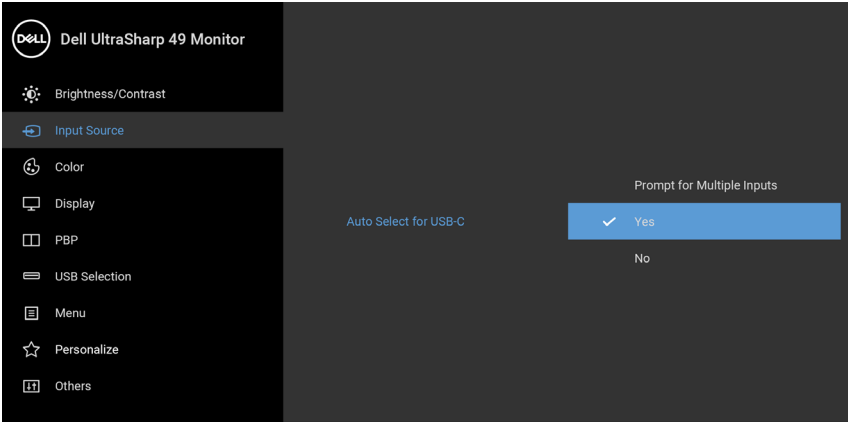 DELL
Dell UltraSharp 49 Monitor
Brightness/Contrast
Input Source
Color
Display
PBP
USB Selection
Menu
Personalize
Others
Auto Select for USB-C
Prompt for Multiple Inputs
Yes
No